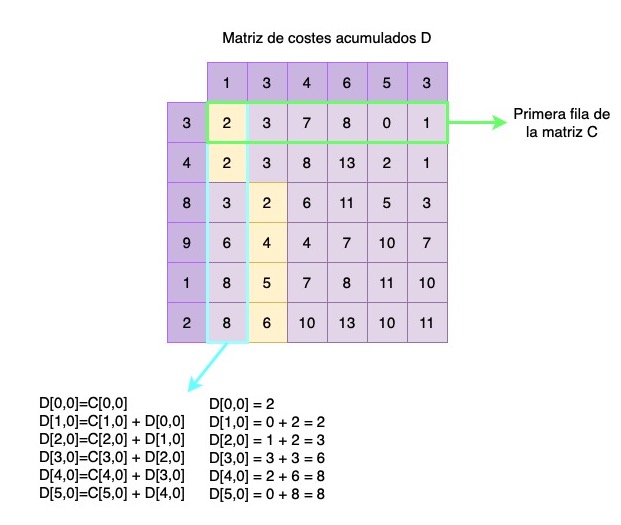 Matriz de costes acumulados D
1 3 4 6 5 3
3 2 3 7 8 0 1
Primera fila de
la matriz C
4 2 3 8 13 2 1
8 3 2 6 11 5 3
9 6 4 4 7 10 7
1 8 5 7 8 11 10
2 8 6 10 13 10 11
D[0,0]=C[0,0] D[0,0] = 2
D[1,0]=C[1,0] + D[0,0] D[1,0] = 0 + 2 = 2
D[2,0]=C[2,0] + D[1,0] D[2,0] = 1 + 2 = 3
D[3,0]=C[3,0] + D[2,0] D[3,0] = 3 + 3 = 6
D[4,0]=C[4,0] + D[3,0] D[4,0] = 2 + 6 = 8
D[5,0]=C[5,0] + D[4,0] D[5,0] = 0 + 8 = 8